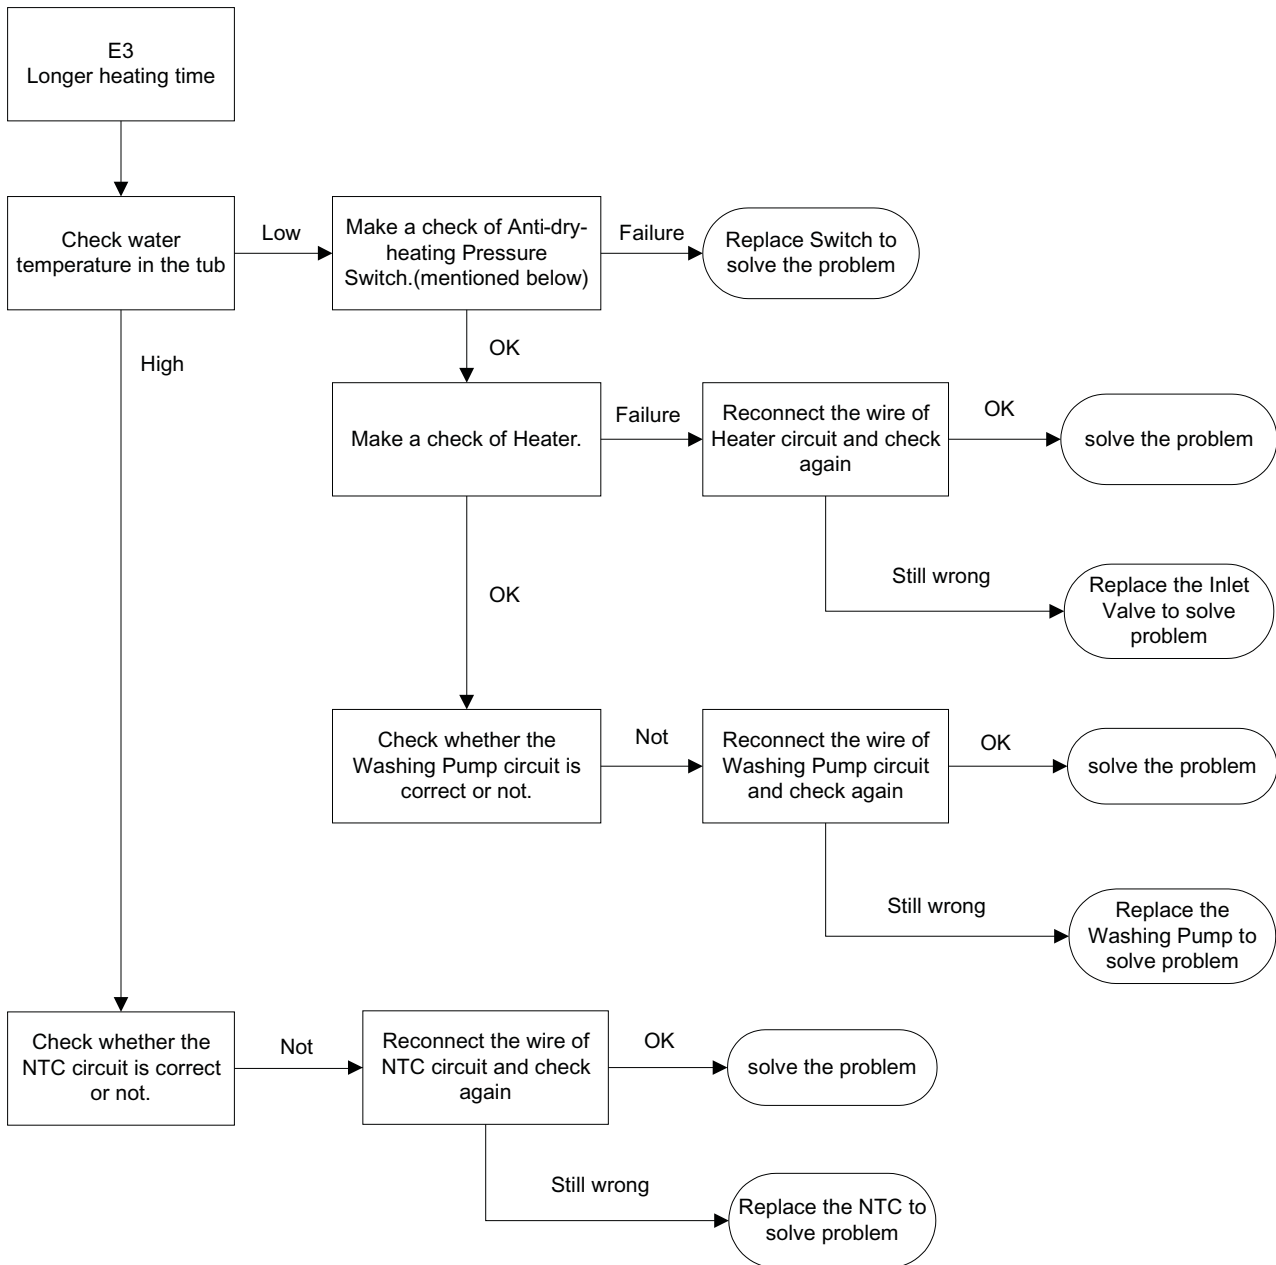 E3
Longer heating time
Check water
temperature in the tub
Low
Make a check of Anti-dry-
heating Pressure
Switch.(mentioned below)
Failure
Replace Switch to
solve the problem
High
OK
Make a check of Heater.
Failure
Reconnect the wire of
Heater circuit and check
again
OK
solve the problem
Still wrong
Replace the Inlet
Valve to solve
problem
OK
Check whether the
Washing Pump circuit is
correct or not.
Not
Reconnect the wire of
Washing Pump circuit
and check again
OK
solve the problem
Still wrong
Replace the
Washing Pump to
solve problem
Check whether the
NTC circuit is correct
or not.
Not
Reconnect the wire of
NTC circuit and check
again
OK
solve the problem
Still wrong
Replace the NTC to
solve problem